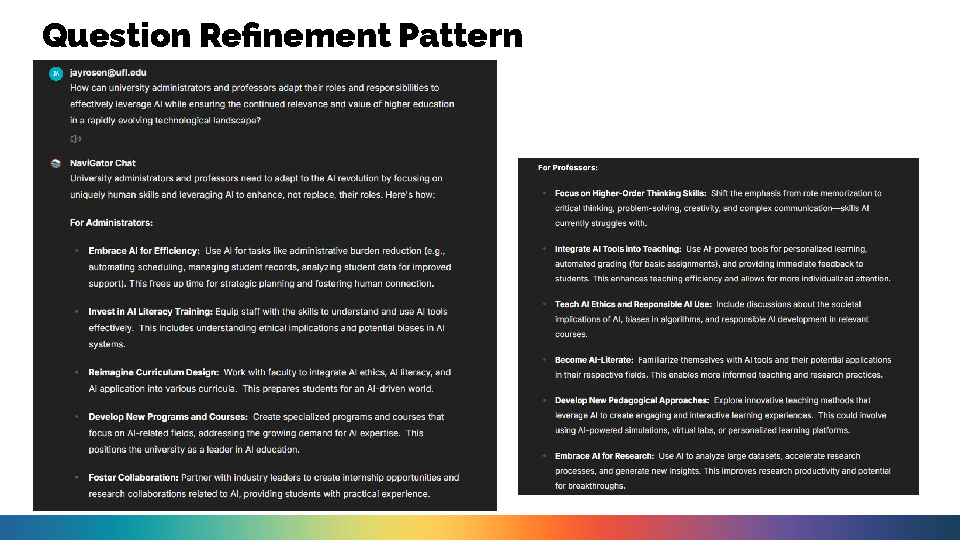 Question Refinement Pattern
jayrosen@ufl.edu
How can university administrators and professors adapt their roles and responsibilities to
effectively leverage AI while ensuring the continued relevance and value of higher education
in a rapidly evolving technological landscape?
NaviGator Chat
University administrators and professors need to adapt to the AI revolution by focusing on
uniquely human skills and leveraging AI to enhance, not replace, their roles. Here's how:
For Administrators:
• Embrace AI for Efficiency: Use AI for tasks like administrative burden reduction (e.g.,
automating scheduling, managing student records, analyzing student data for improved
support). This frees up time for strategic planning and fostering human connection.
• Invest in AI Literacy Training: Equip staff with the skills to understand and use AI tools
effectively. This includes understanding ethical implications and potential biases in AI
systems.
• Reimagine Curriculum Design: Work with faculty to integrate AI ethics, AI literacy, and
AI application into various curricula. This prepares students for an AI-driven world.
• Develop New Programs and Courses: Create specialized programs and courses that
focus on AI-related fields, addressing the growing demand for AI expertise. This
positions the university as a leader in AI education.
• Foster Collaboration: Partner with industry leaders to create internship opportunities and
research collaborations related to AI, providing students with practical experience.
For Professors:
• Focus on Higher-Order Thinking Skills: Shift the emphasis from rote memorization to
critical thinking, problem-solving, creativity, and complex communication—skills AI
currently struggles with.
• Integrate AI Tools into Teaching: Use AI-powered tools for personalized learning,
automated grading (for basic assignments), and providing immediate feedback to
students. This enhances teaching efficiency and allows for more individualized attention.
• Teach AI Ethics and Responsible AI Use: Include discussions about the societal
implications of AI, biases in algorithms, and responsible AI development in relevant
courses.
• Become AI-Literate: Familiarize themselves with AI tools and their potential applications
in their respective fields. This enables more informed teaching and research practices.
• Develop New Pedagogical Approaches: Explore innovative teaching methods that
leverage AI to create engaging and interactive learning experiences. This could involve
using AI-powered simulations, virtual labs, or personalized learning platforms.
• Embrace AI for Research: Use AI to analyze large datasets, accelerate research
processes, and generate new insights. This improves research productivity and potential
for breakthroughs.